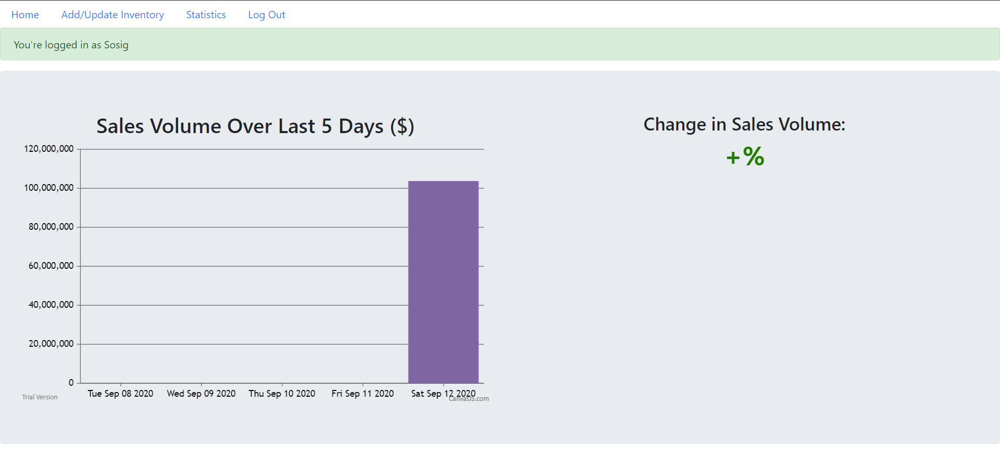 Home Add/Update Inventory Statistics Log Out
You're logged in as Sosig
Sales Volume Over Last 5 Days ($)
120,000,000
100,000,000
80,000,000
60,000,000
40,000,000
20,000,000
0
Tue Sep 08 2020 Wed Sep 09 2020 Thu Sep 10 2020 Fri Sep 11 2020 Sat Sep 12 2020
Trial Version CanvasJS.com
Change in Sales Volume:
+%